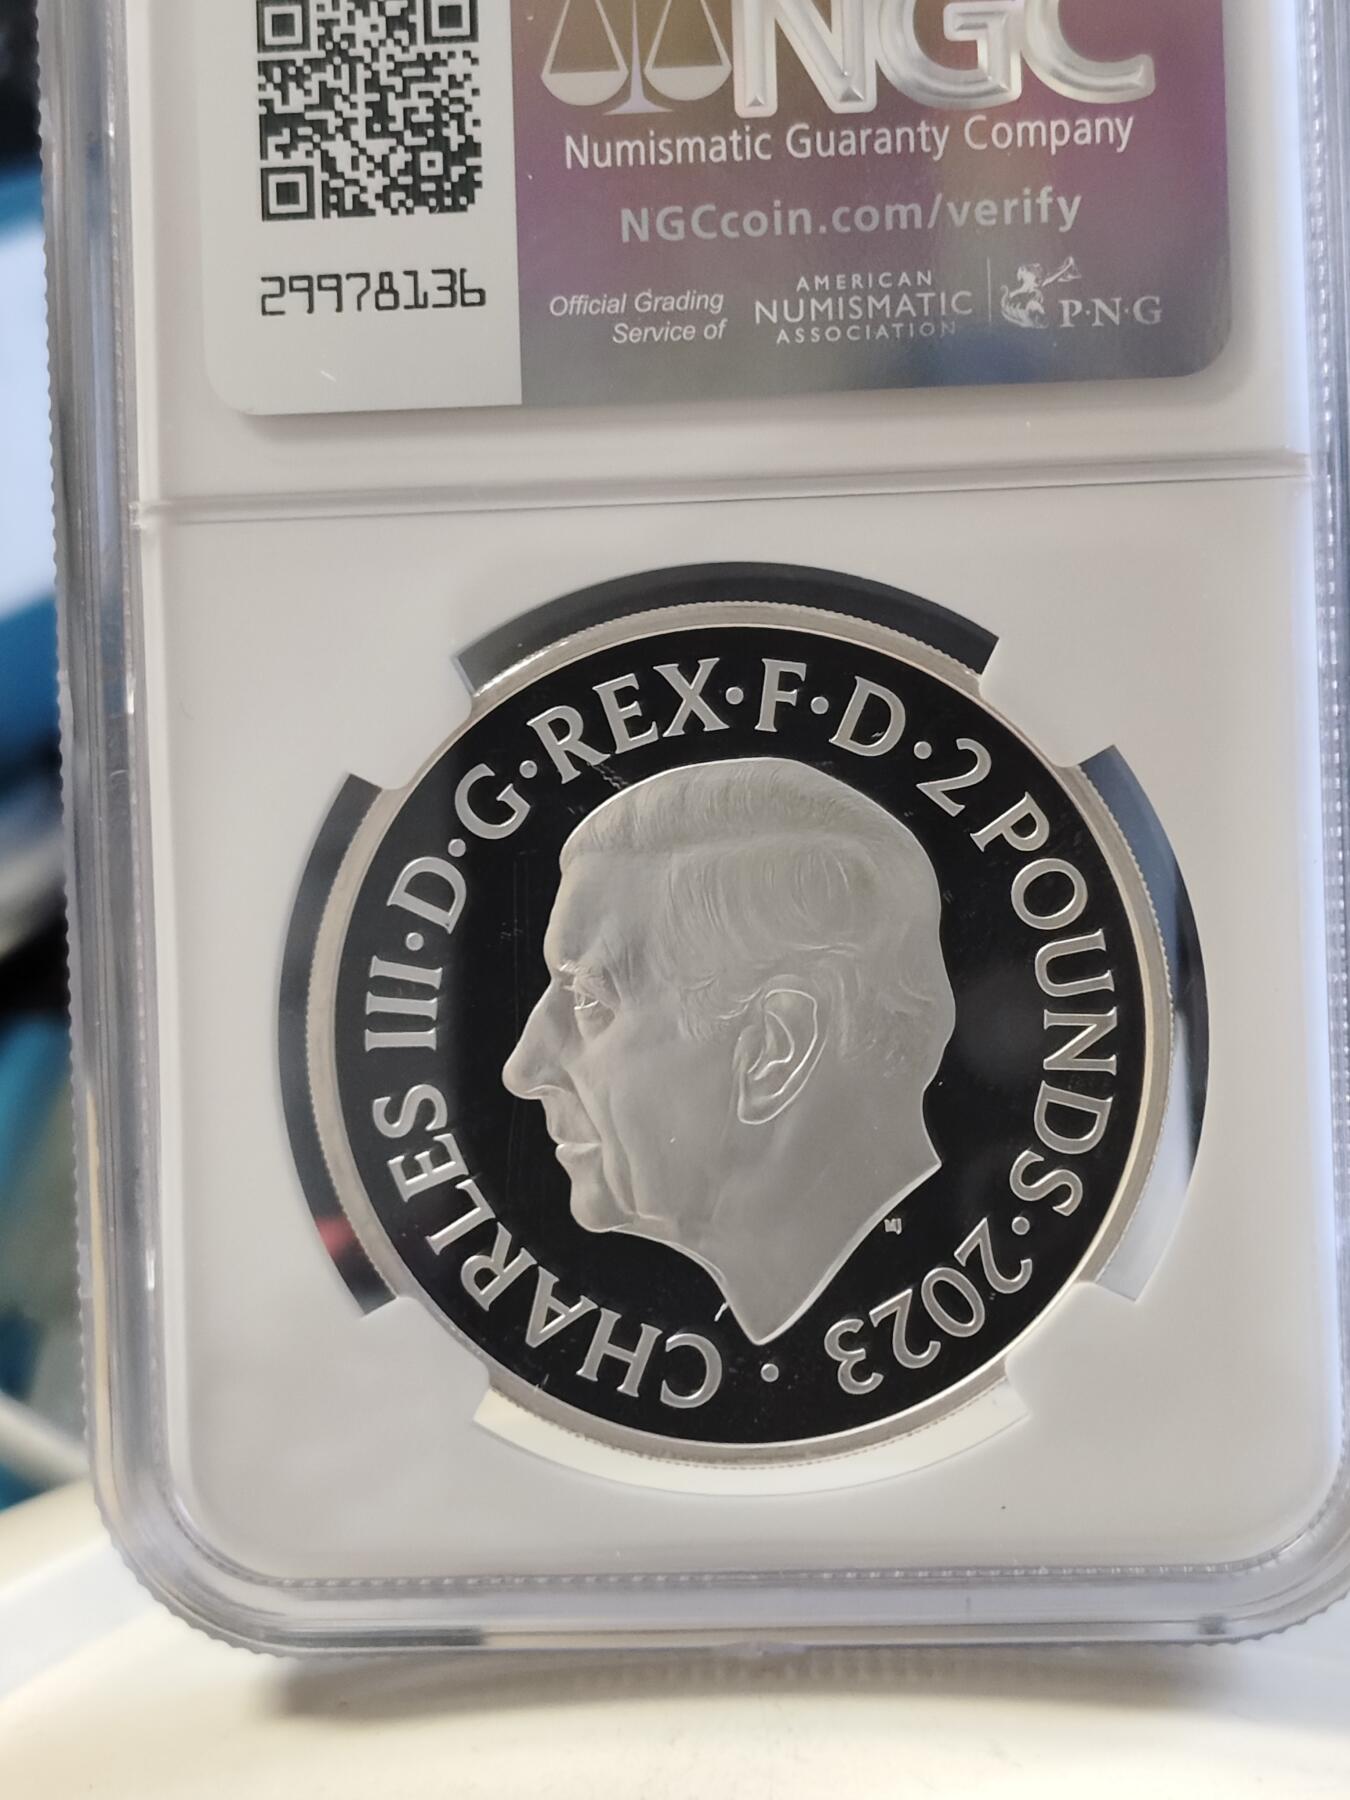 NGC
Numismatic Guaranty Company
NGCcoin.com/verify
29978136
Official Grading
Service of
AMERICAN
NUMISMATIC
ASSOCIATION
P·N·G
CHARLES III·D·G·REX·F·D·2 POUNDS·2023·
MJ